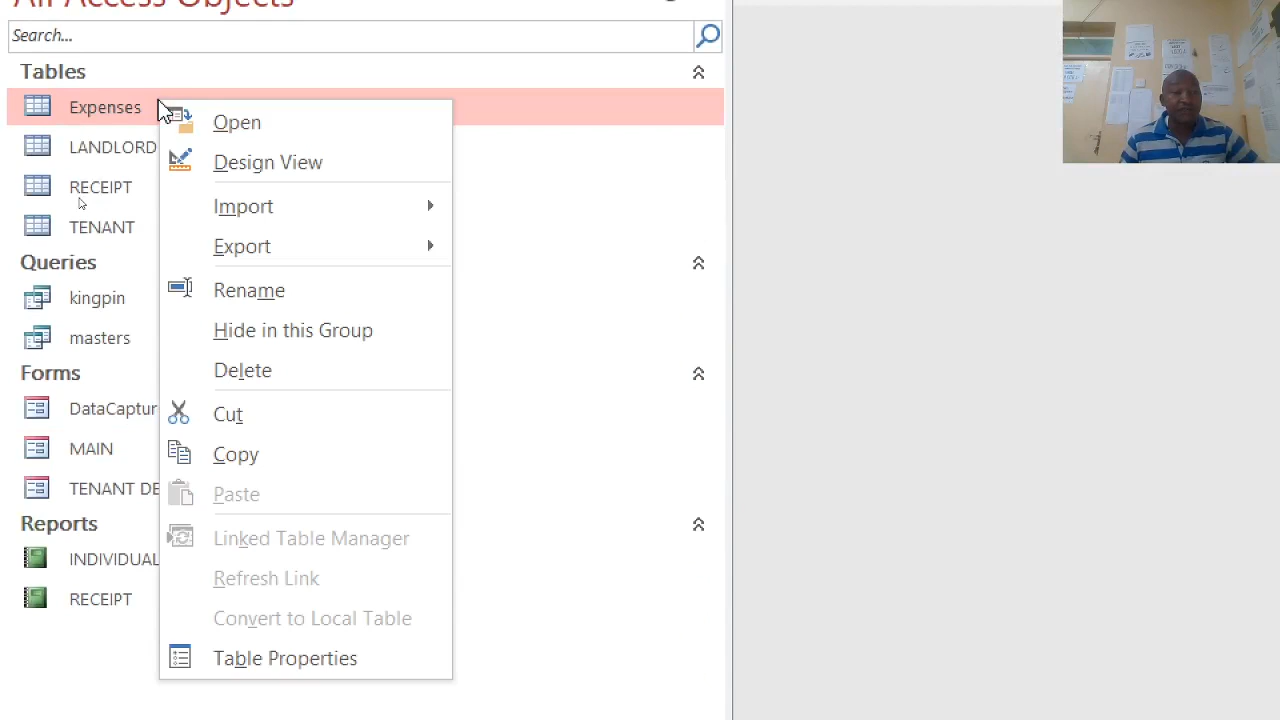 All Access Objects
Search...
Tables
Expenses
LANDLORD
RECEIPT
TENANT
Queries
kingpin
masters
Forms
DataCaptur
MAIN
TENANT DE
Reports
INDIVIDUAL
RECEIPT
Open
Design View
Import
Export
Rename
Hide in this Group
Delete
Cut
Copy
Paste
Linked Table Manager
Refresh Link
Convert to Local Table
Table Properties